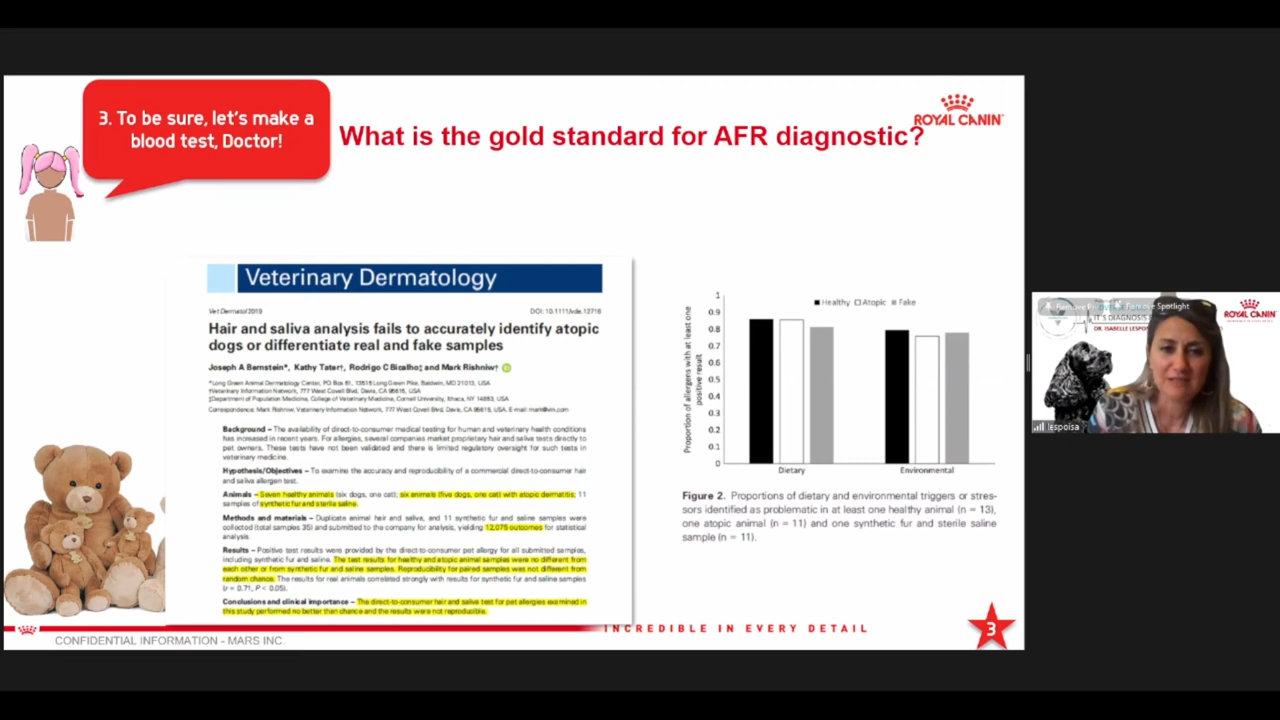 3. To be sure, let's make a
blood test, Doctor!
What is the gold standard for AFR diagnostic?
ROYAL CANIN
Veterinary Dermatology
Vet Dermatol 2019
DOI: 10.1111/vde.12716
Hair and saliva analysis fails to accurately identify atopic
dogs or differentiate real and fake samples
Joseph A Bernstein*, Kathy Tater†, Rodrigo C Bicalho‡ and Mark Rishniw†
*Long Green Animal Dermatology Center, PO Box 61, 13515 Long Green Pike, Baldwin, MD 21013, USA
†Veterinary Information Network, 777 West Covell Blvd, Davis, CA 95616, USA
‡Department of Population Medicine, College of Veterinary Medicine, Cornell University, Ithaca, NY 14853, USA
Correspondence: Mark Rishniw, Veterinary Information Network, 777 West Covell Blvd, Davis, CA 95616, USA. E-mail: mark@vin.com
Background – The availability of direct-to-consumer medical testing for human and veterinary health conditions
has increased in recent years. For allergies, several companies market proprietary hair and saliva tests directly to
pet owners. These tests have not been validated and there is limited regulatory oversight for such tests in
veterinary medicine.
Hypothesis/Objectives – To examine the accuracy and reproducibility of a commercial direct-to-consumer hair
and saliva allergen test.
Animals – Seven healthy animals (six dogs, one cat); six animals (five dogs, one cat) with atopic dermatitis; 11
samples of synthetic fur and sterile saline.
Methods and materials – Duplicate animal hair and saliva, and 11 synthetic fur and saline samples were
collected (total samples 35) and submitted to the company for analysis, yielding 12,075 outcomes for statistical
analysis.
Results – Positive test results were provided by the direct-to-consumer pet allergy for all submitted samples,
including synthetic fur and saline. The test results for healthy and atopic animal samples were no different from
each other or from synthetic fur and saline samples. Reproducibility for paired samples was not different from
random chance. The results for real animals correlated strongly with results for synthetic fur and saline samples
(r = 0.71, P < 0.05).
Conclusions and clinical importance – The direct-to-consumer hair and saliva test for pet allergies examined in
this study performed no better than chance and the results were not reproducible.
Proportion of allergens with at least one
positive result
1
0.9
0.8
0.7
0.6
0.5
0.4
0.3
0.2
0.1
0
Healthy Atopic Fake
Dietary
Environmental
Figure 2. Proportions of dietary and environmental triggers or stres-
sors identified as problematic in at least one healthy animal (n = 13),
one atopic animal (n = 11) and one synthetic fur and sterile saline
sample (n = 11).
INCREDIBLE IN EVERY DETAIL
3
CONFIDENTIAL INFORMATION - MARS INC.
Remove Spotlight
IT'S DIAGNOSIS
DR. ISABELLE LESPO
ROYAL CANIN
lespoisa